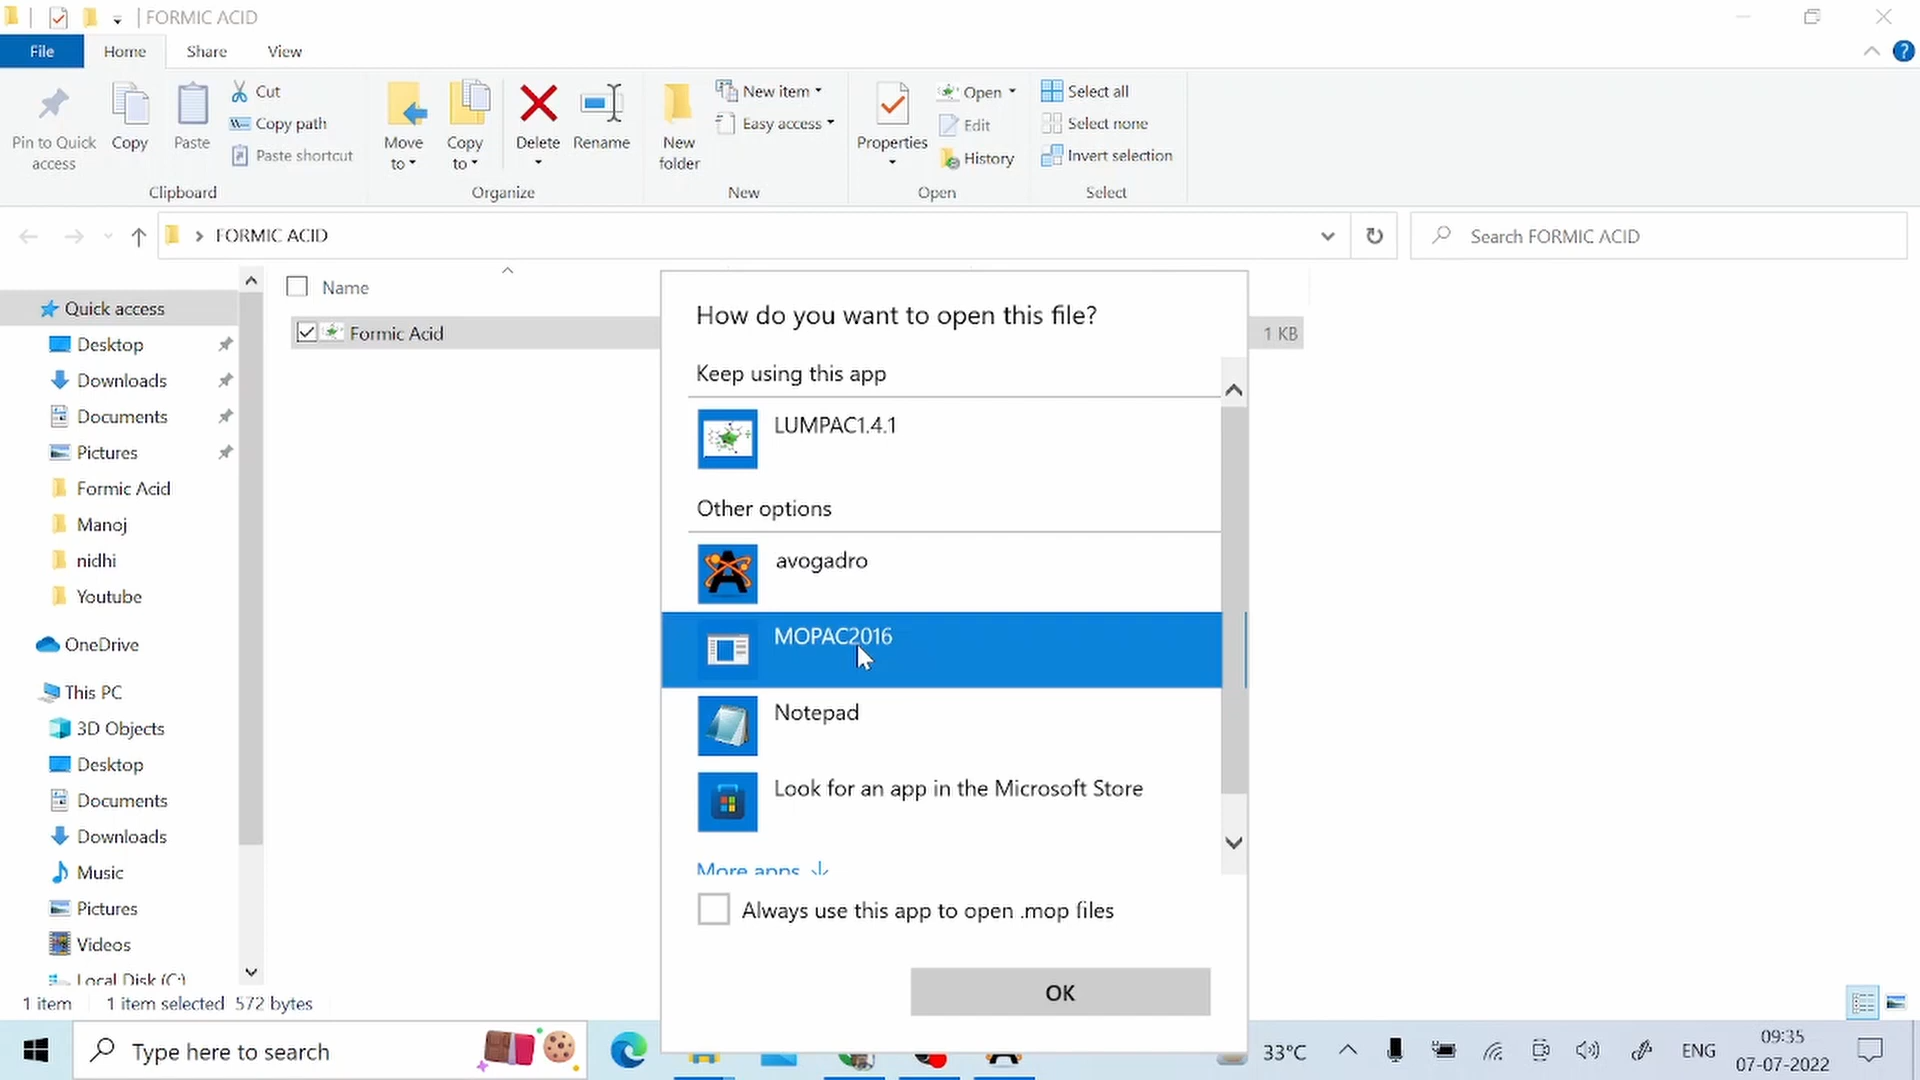 FORMIC ACID
File
Home
Share
View
Pin to Quick
access
Copy
Paste
Cut
Copy path
Paste shortcut
Clipboard
Move
to
Copy
to
Delete
Rename
Organize
New
folder
New item
Easy access
New
Properties
Open
Edit
History
Open
Select all
Select none
Invert selection
Select
FORMIC ACID
Search FORMIC ACID
Quick access
Desktop
Downloads
Documents
Pictures
Formic Acid
Manoj
nidhi
Youtube
OneDrive
This PC
3D Objects
Desktop
Documents
Downloads
Music
Pictures
Videos
Local Disk (C:)
Name
Formic Acid
1 KB
How do you want to open this file?
Keep using this app
LUMPAC1.4.1
Other options
avogadro
MOPAC2016
Notepad
Look for an app in the Microsoft Store
More apps
Always use this app to open .mop files
OK
1 item
1 item selected 572 bytes
Type here to search
33°C
ENG
09:35
07-07-2022